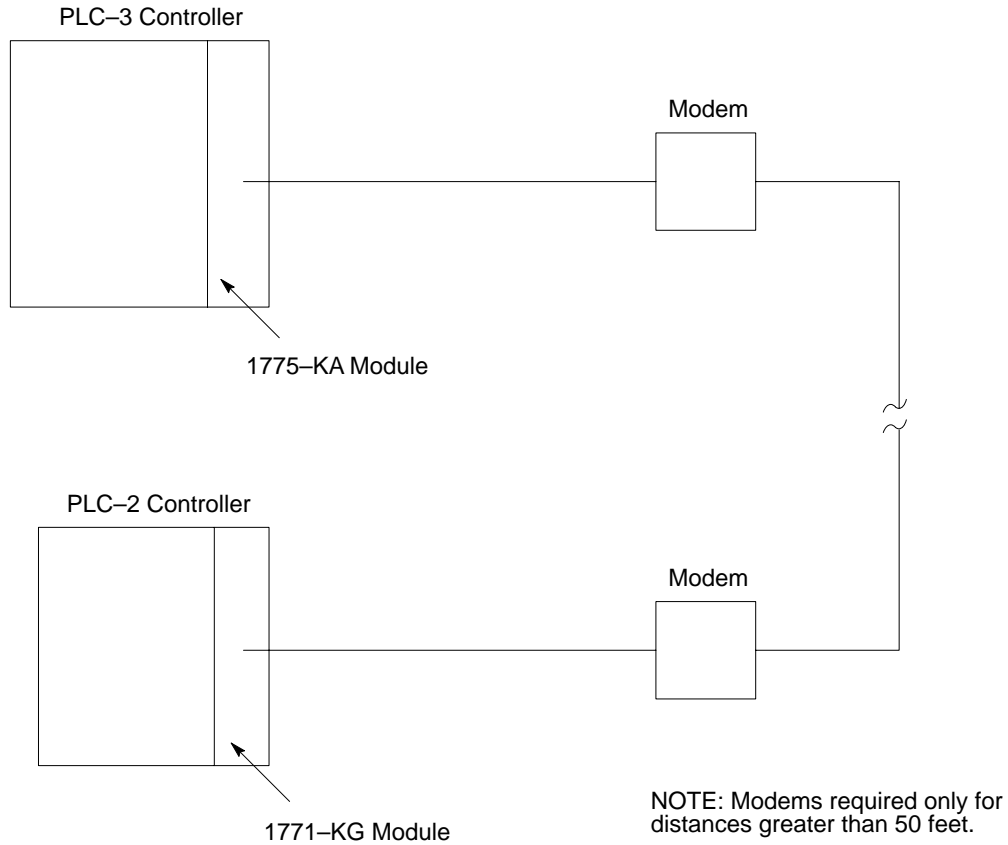 PLC–3 Controller
Modem
1775–KA Module
PLC–2 Controller
Modem
1771–KG Module
NOTE: Modems required only for
distances greater than 50 feet.